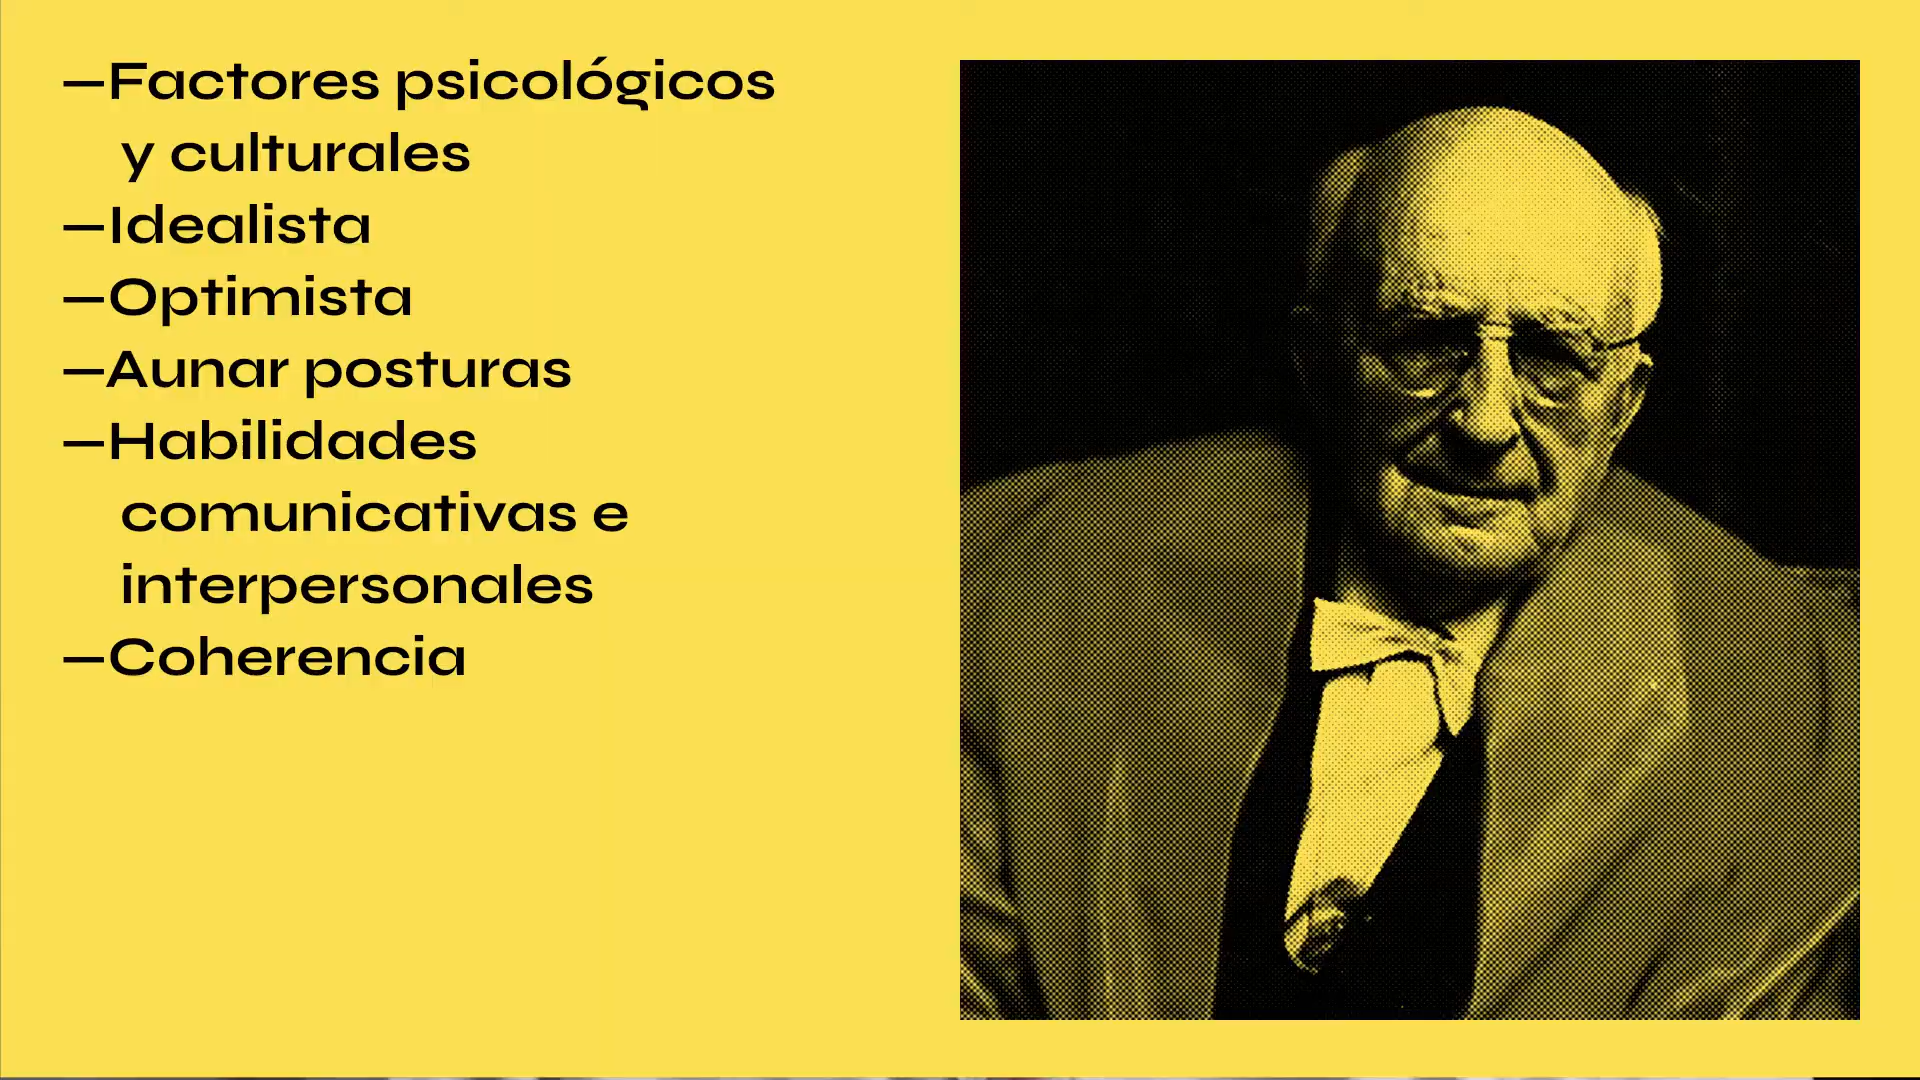 —Factores psicológicos
y culturales
—Idealista
—Optimista
—Aunar posturas
—Habilidades
comunicativas e
interpersonales
—Coherencia